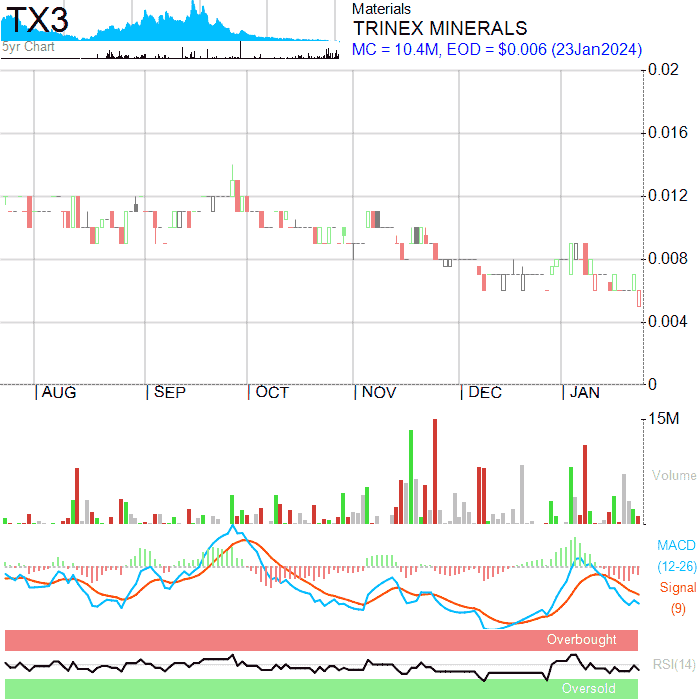 TX3
5yr Chart
Materials
TRINEX MINERALS
MC = 10.4M, EOD = $0.006 (23Jan2024)
0.02
0.016
0.012
0.008
0.004
0
AUG SEP OCT NOV DEC JAN
15M
Volume
MACD
(12-26)
Signal
(9)
Overbought
RSI(14)
Oversold